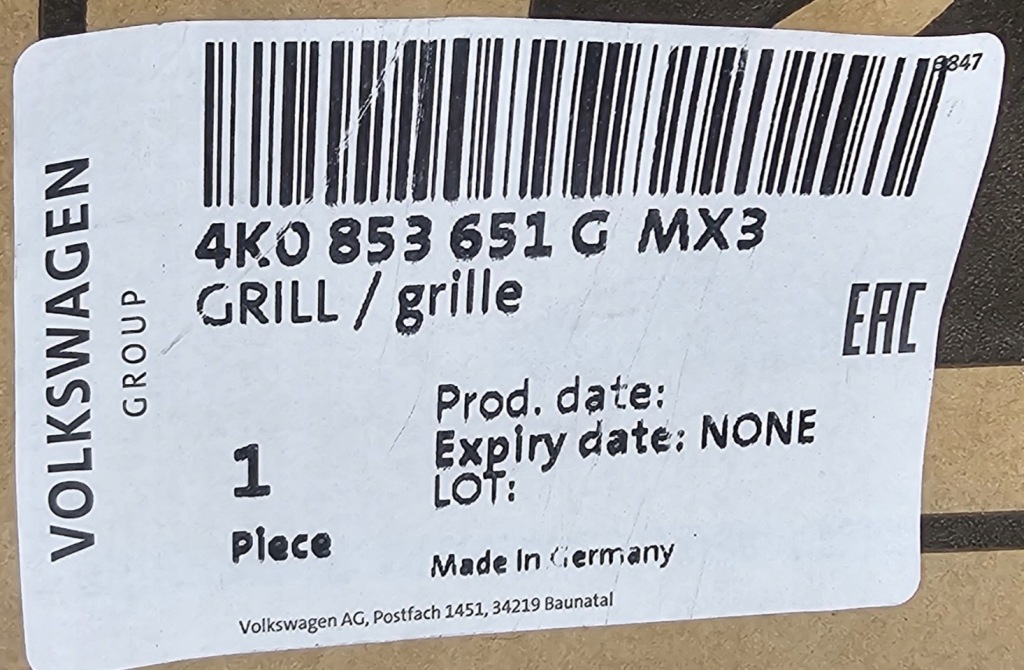 3347
4K0 853 651 G MX3
GRILL / grille
EAC
Prod. date:
Expiry date: NONE
LOT:
1
Piece
Made In Germany
Volkswagen AG, Postfach 1451, 34219 Baunatal
VOLKSWAGEN
GROUP